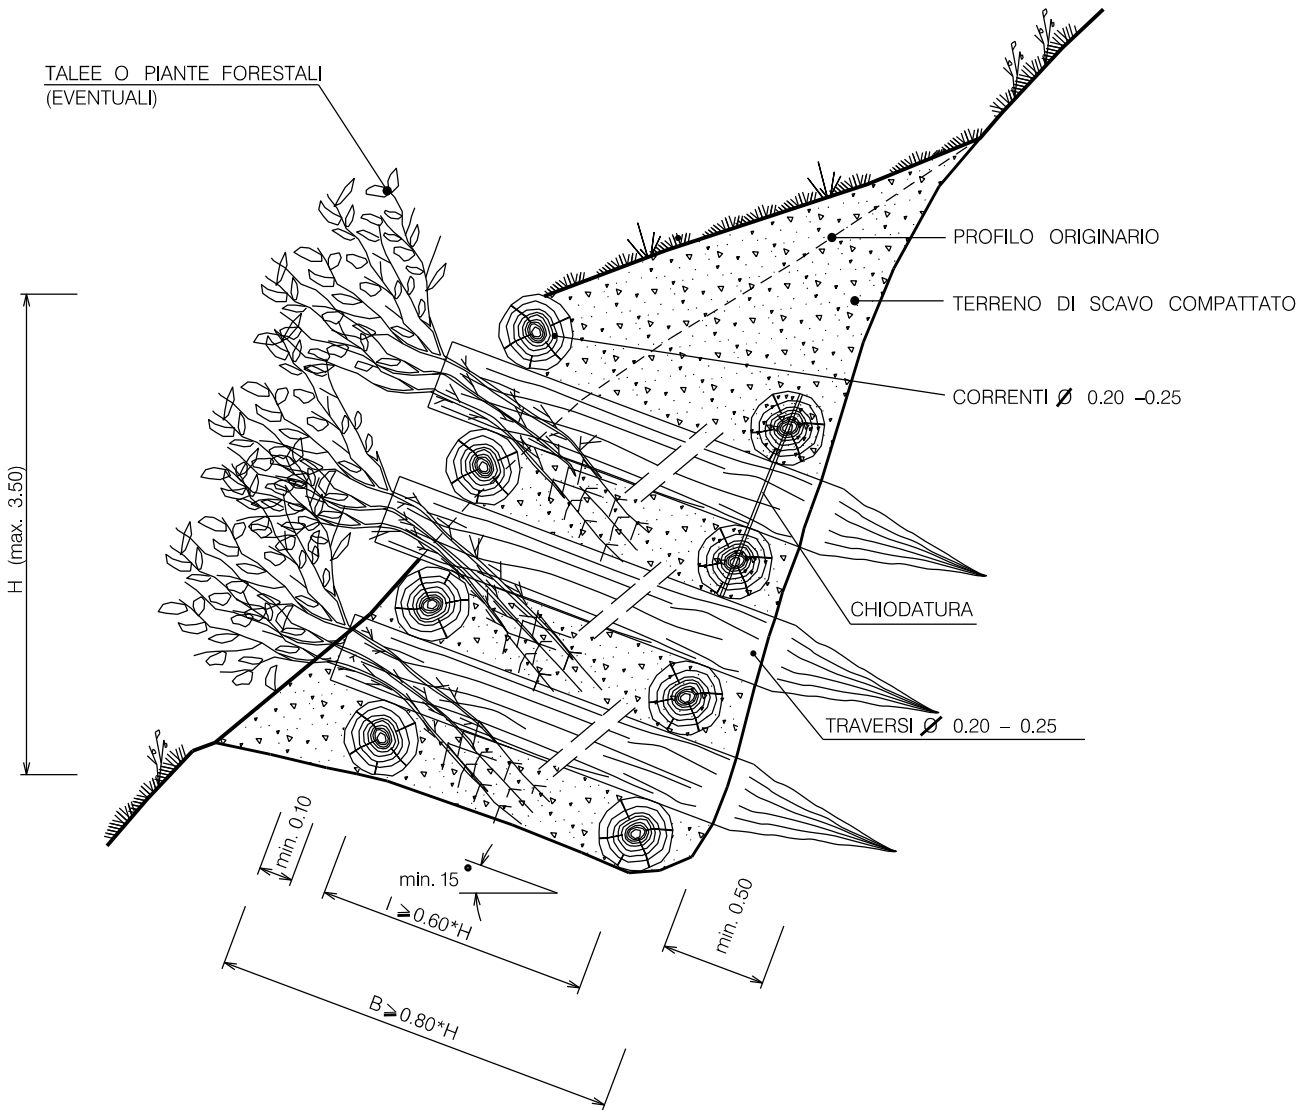 TALEE O PIANTE FORESTALI
(EVENTUALI)
PROFILO ORIGINARIO
TERRENO DI SCAVO COMPATTATO
CORRENTI Ø 0.20 -0.25
H (max. 3.50)
CHIODATURA
TRAVERSI Ø 0.20 - 0.25
min. 0.10
min. 15°
I ≥ 0.60*H
min. 0.50
B ≥ 0.80*H